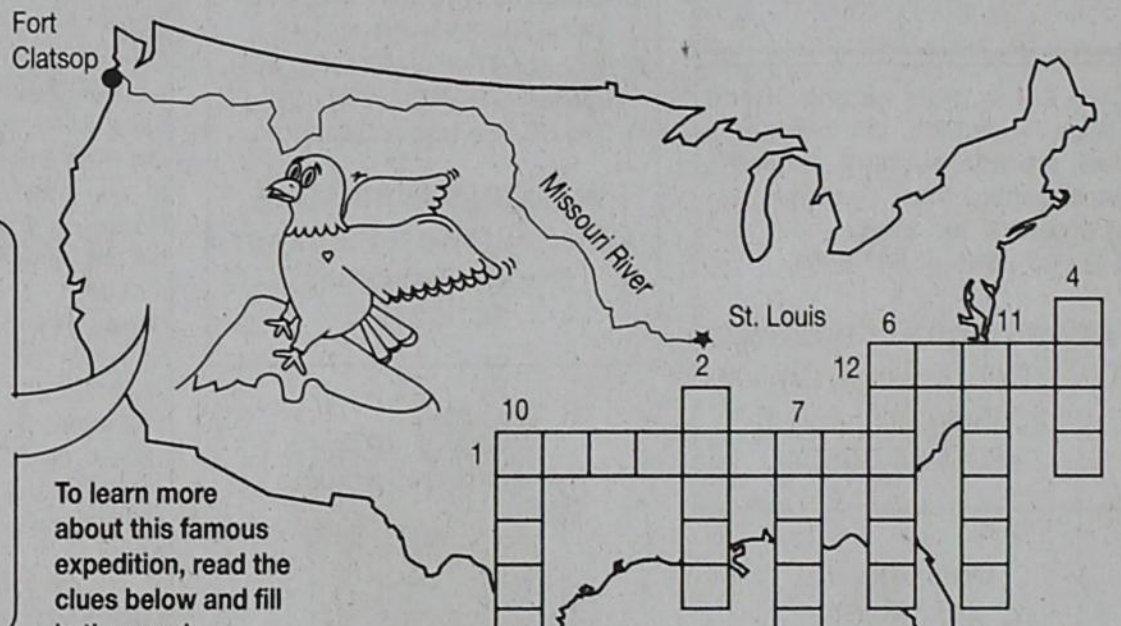 Fort
Clatsop
Missouri River
St. Louis
4
6
11
2
12
10
7
1
To learn more
about this famous
expedition, read the
clues below and fill